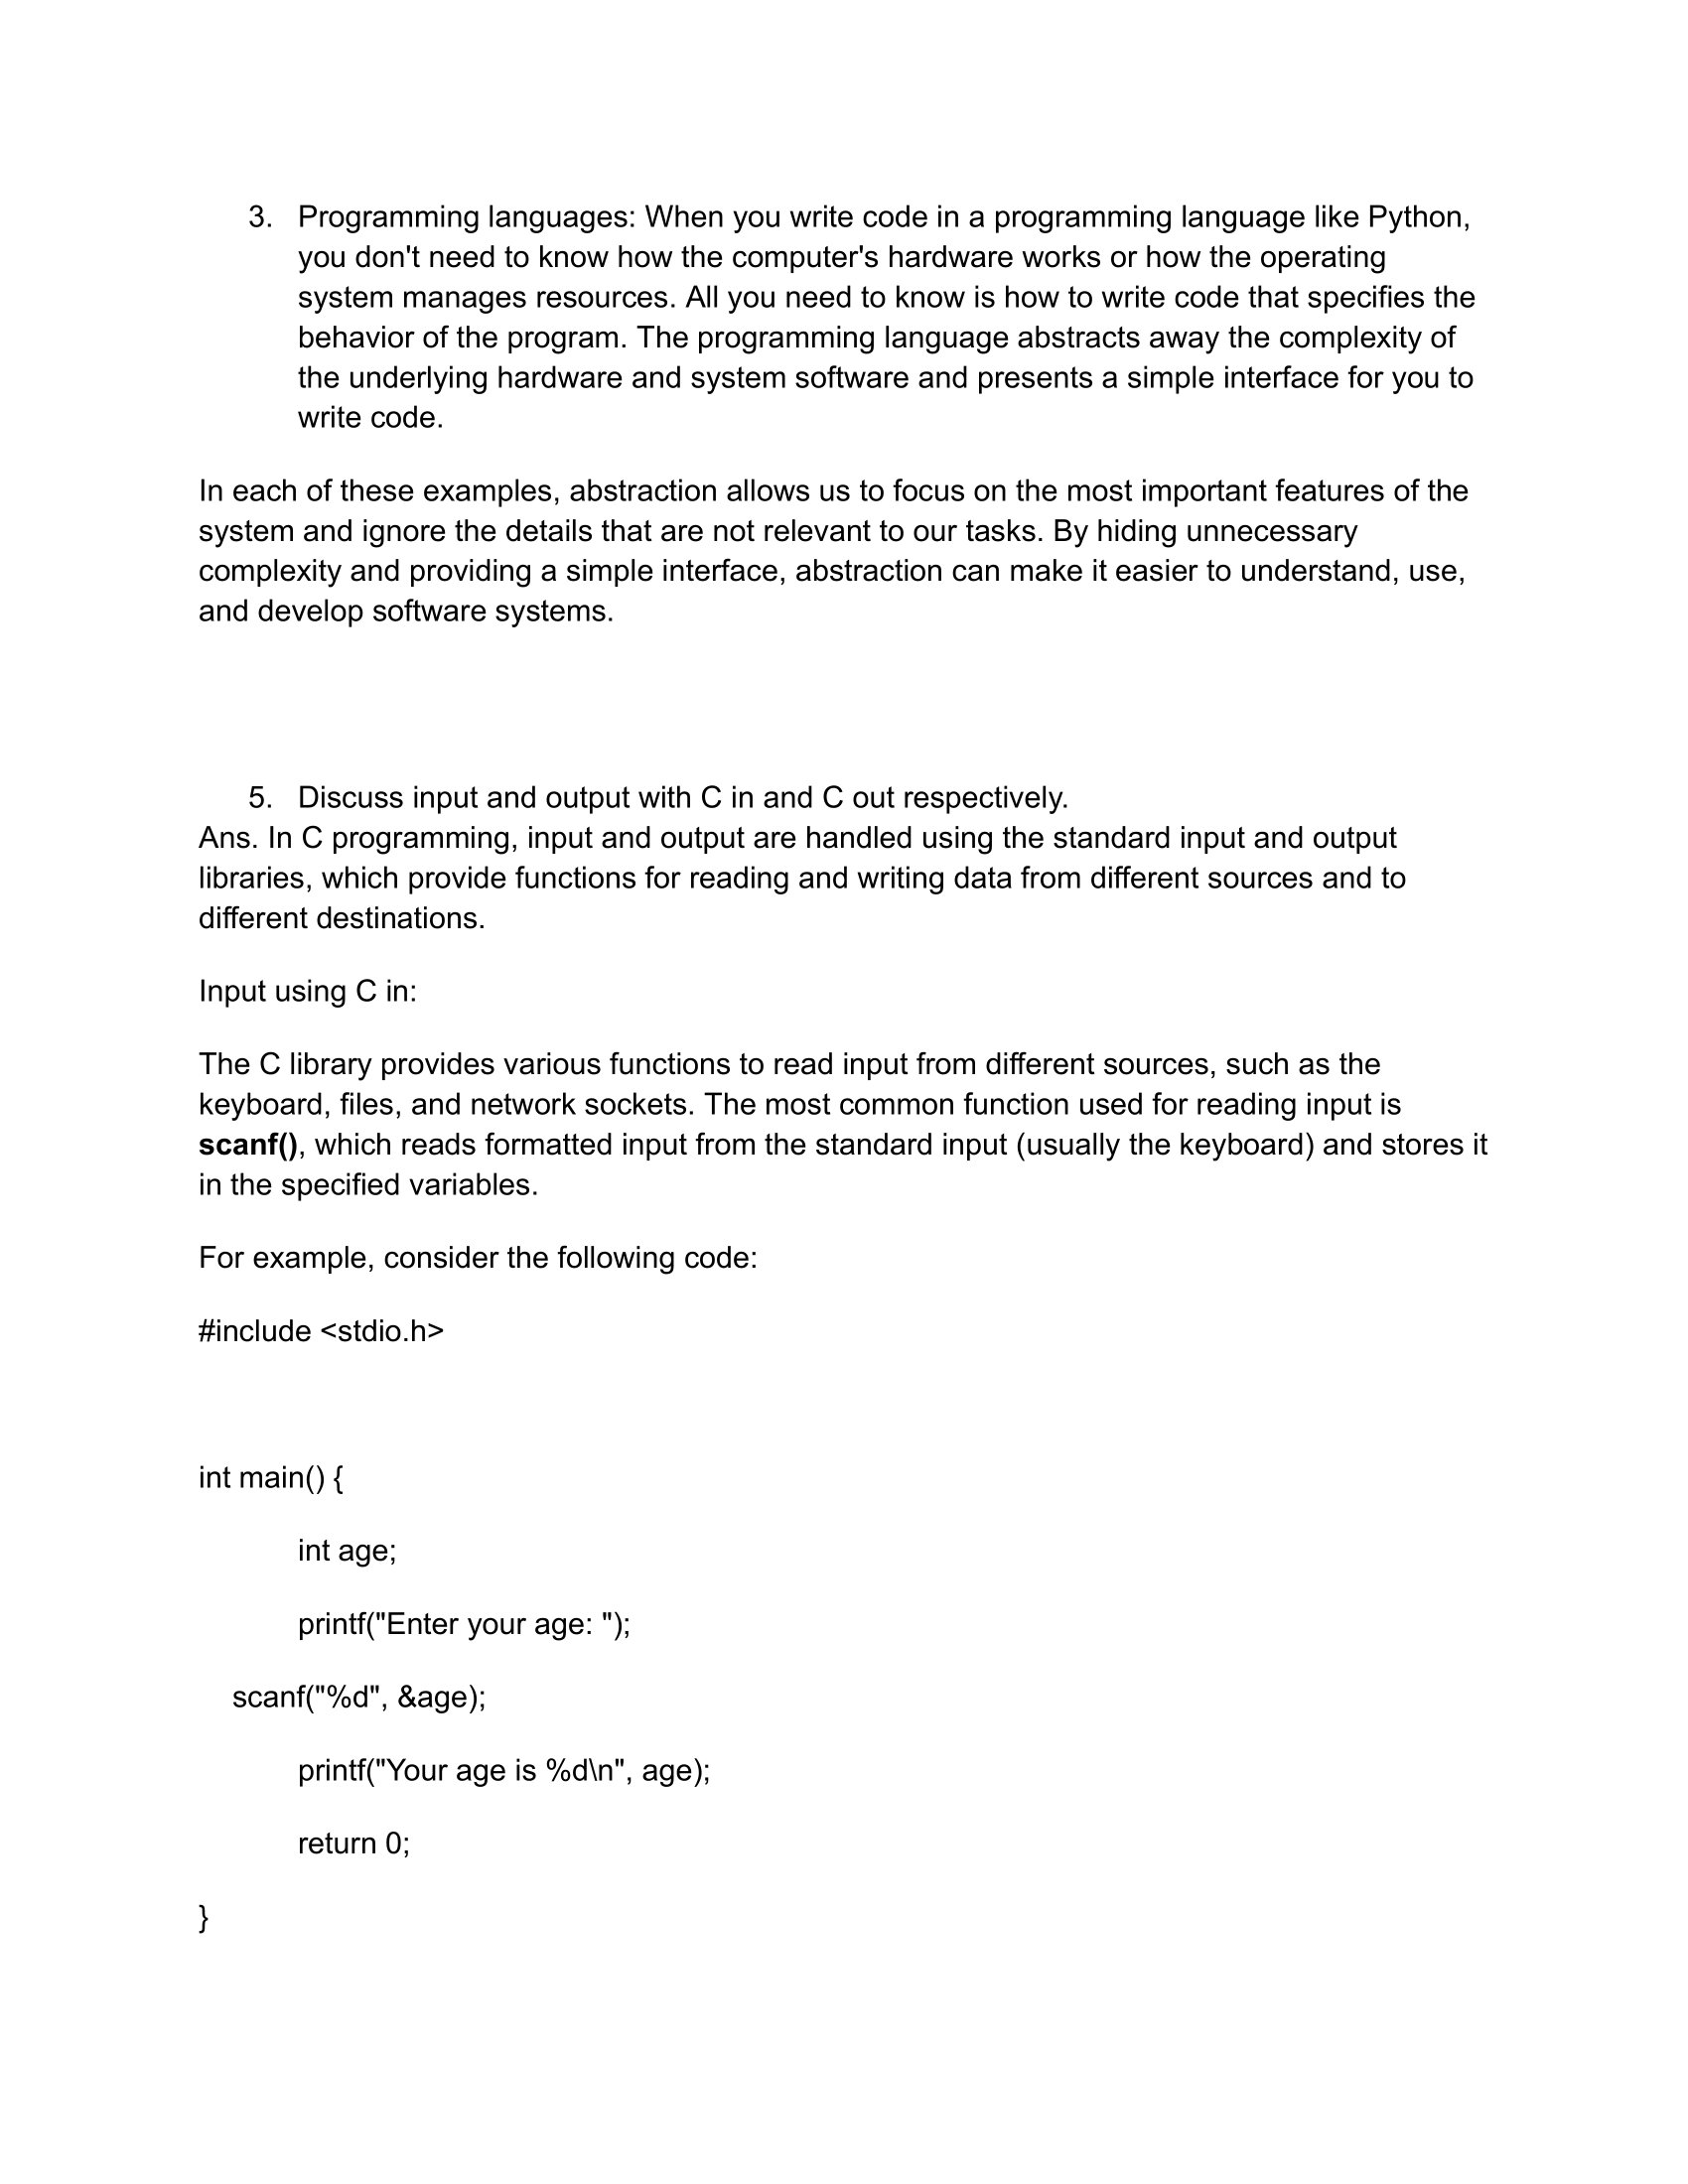 3. Programming languages: When you write code in a programming language like Python,
you don't need to know how the computer's hardware works or how the operating
system manages resources. All you need to know is how to write code that specifies the
behavior of the program. The programming language abstracts away the complexity of
the underlying hardware and system software and presents a simple interface for you to
write code.
In each of these examples, abstraction allows us to focus on the most important features of the
system and ignore the details that are not relevant to our tasks. By hiding unnecessary
complexity and providing a simple interface, abstraction can make it easier to understand, use,
and develop software systems.
5. Discuss input and output with C in and C out respectively.
Ans. In C programming, input and output are handled using the standard input and output
libraries, which provide functions for reading and writing data from different sources and to
different destinations.
Input using C in:
The C library provides various functions to read input from different sources, such as the
keyboard, files, and network sockets. The most common function used for reading input is
scanf(), which reads formatted input from the standard input (usually the keyboard) and stores it
in the specified variables.
For example, consider the following code:
#include <stdio.h>
int main() {
int age;
printf("Enter your age: ");
scanf("%d", &age);
printf("Your age is %d\n", age);
return 0;
}